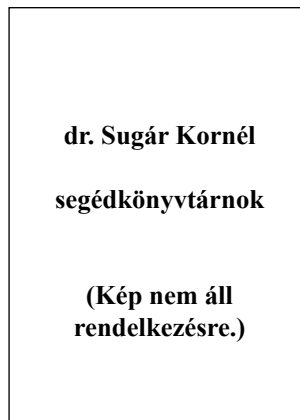 dr. Sugár Kornél
segédkönyvtárnok
(Kép nem áll
rendelkezésre.)